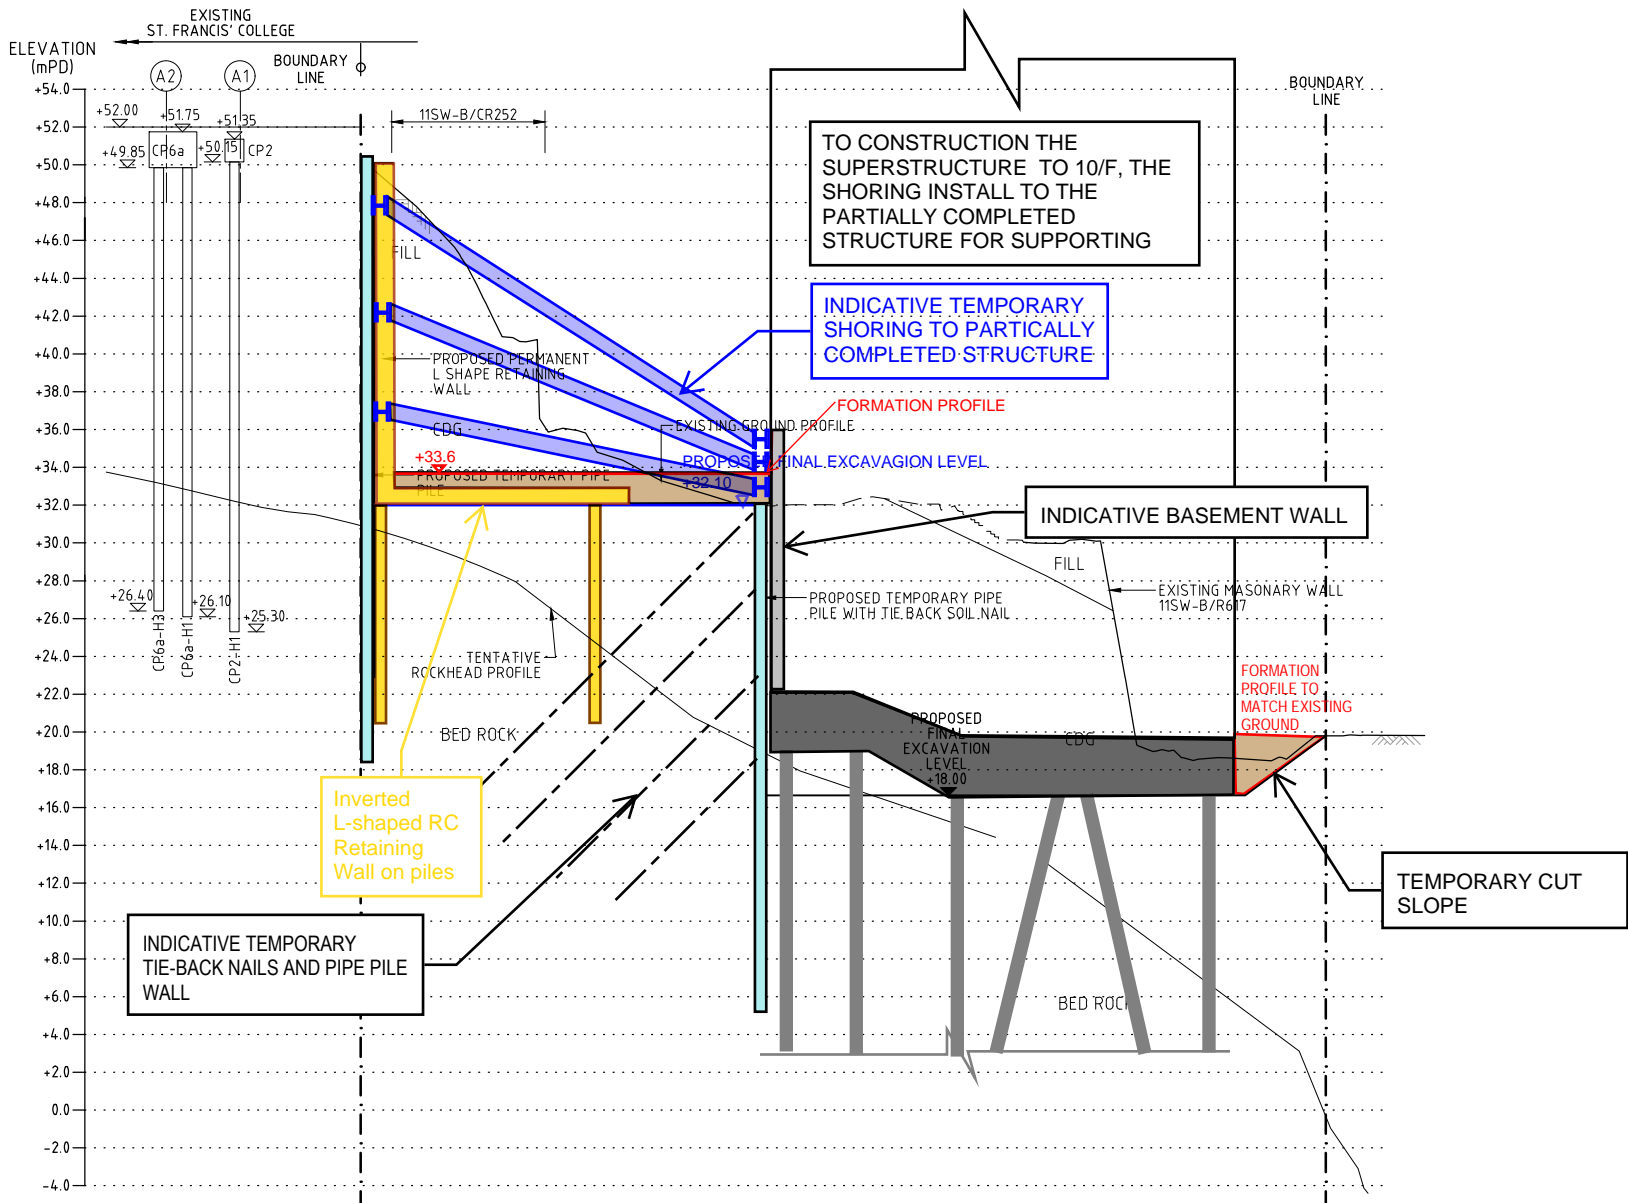 EXISTING
ST. FRANCIS' COLLEGE
ELEVATION
(mPD)
BOUNDARY
LINE
A2
A1
BOUNDARY
LINE
+54.0
+52.0
+50.0
+48.0
+46.0
+44.0
+42.0
+40.0
+38.0
+36.0
+34.0
+32.0
+30.0
+28.0
+26.0
+24.0
+22.0
+20.0
+18.0
+16.0
+14.0
+12.0
+10.0
+8.0
+6.0
+4.0
+2.0
0.0
-2.0
-4.0
+52.00
+51.75
+51.35
+49.85
CP6a
+50.15
CP2
11SW-B/CR252
+26.40
+26.10
+25.30
CP6a-H3
CP6a-H1
CP2-H1
TO CONSTRUCTION THE
SUPERSTRUCTURE TO 10/F, THE
SHORING INSTALL TO THE
PARTIALLY COMPLETED
STRUCTURE FOR SUPPORTING
FILL
INDICATIVE TEMPORARY
SHORING TO PARTICALLY
COMPLETED STRUCTURE
PROPOSED PERMANENT
L SHAPE RETAINING
WALL
FORMATION PROFILE
CDG
EXISTING GROUND PROFILE
+33.6
PROPOSED FINAL EXCAVAGION LEVEL
+32.10
PROPOSED TEMPORARY PIPE
PILE
INDICATIVE BASEMENT WALL
FILL
EXISTING MASONARY WALL
11SW-B/R617
PROPOSED TEMPORARY PIPE
PILE WITH TIE BACK SOIL NAIL
TENTATIVE
ROCKHEAD PROFILE
FORMATION
PROFILE TO
MATCH EXISTING
GROUND
BED ROCK
PROPOSED
FINAL
EXCAVATION
LEVEL
+18.00
CDG
Inverted
L-shaped RC
Retaining
Wall on piles
TEMPORARY CUT
SLOPE
INDICATIVE TEMPORARY
TIE-BACK NAILS AND PIPE PILE
WALL
BED ROCK